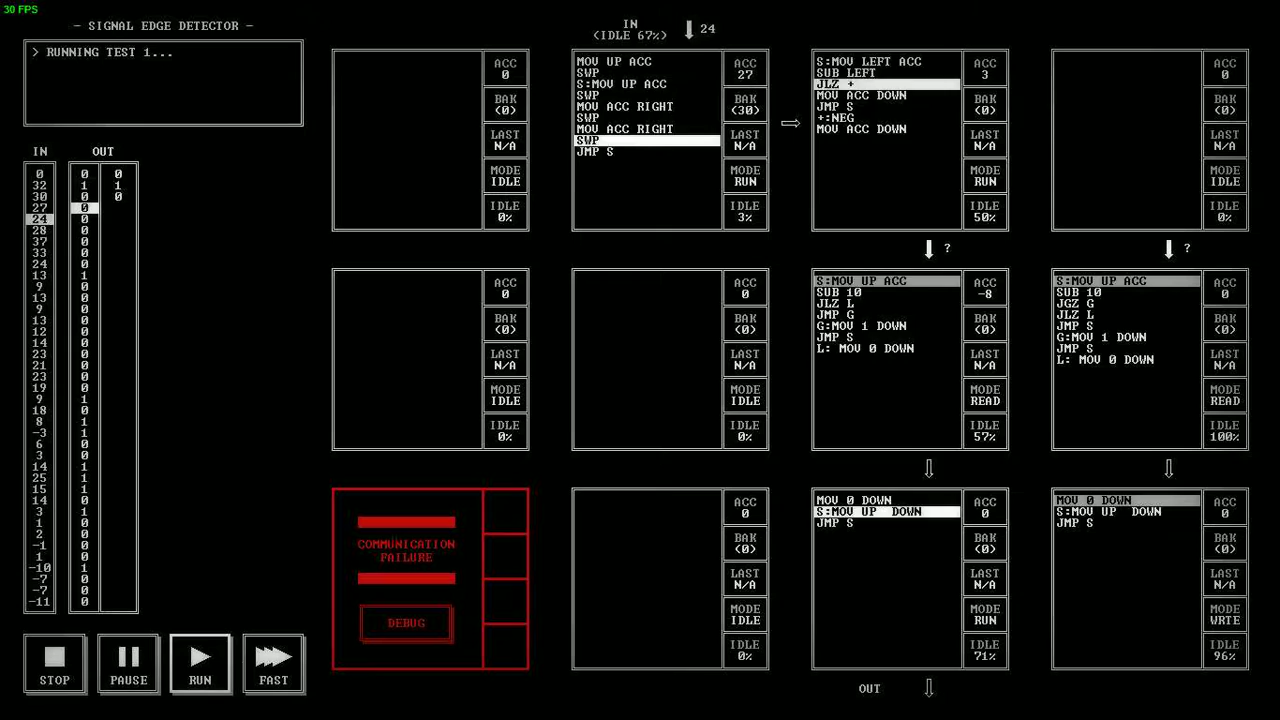 30 FPS
- SIGNAL EDGE DETECTOR -
> RUNNING TEST 1...
IN OUT
0 0 0
32 1 1
30 0 0
27 0
24 0
28 0
37 0
33 0
24 0
13 1
9 0
13 0
9 0
13 0
12 0
14 0
23 0
21 0
23 0
19 0
9 1
18 0
8 1
-3 1
6 0
3 0
14 1
25 1
15 1
14 0
3 1
1 0
2 0
-1 0
1 0
-10 1
-7 0
-7 0
-11 0
STOP
PAUSE
RUN
FAST
IN
(IDLE 67%)
24
ACC
0
BAK
(0)
LAST
N/A
MODE
IDLE
IDLE
0%
MOV UP ACC
SWP
S:MOV UP ACC
SWP
MOV ACC RIGHT
SWP
MOV ACC RIGHT
SWP
JMP S
ACC
27
BAK
(30)
LAST
N/A
MODE
RUN
IDLE
3%
S:MOV LEFT ACC
SUB LEFT
JLZ +
MOV ACC DOWN
JMP S
+:NEG
MOV ACC DOWN
ACC
3
BAK
(0)
LAST
N/A
MODE
RUN
IDLE
50%
ACC
0
BAK
(0)
LAST
N/A
MODE
IDLE
IDLE
0%
?
?
ACC
0
BAK
(0)
LAST
N/A
MODE
IDLE
IDLE
0%
ACC
0
BAK
(0)
LAST
N/A
MODE
IDLE
IDLE
0%
S:MOV UP ACC
SUB 10
JLZ L
JMP G
G:MOV 1 DOWN
JMP S
L: MOV 0 DOWN
ACC
-8
BAK
(0)
LAST
N/A
MODE
READ
IDLE
57%
S:MOV UP ACC
SUB 10
JGZ G
JLZ L
JMP S
G:MOV 1 DOWN
JMP S
L: MOV 0 DOWN
ACC
0
BAK
(0)
LAST
N/A
MODE
READ
IDLE
100%
COMMUNICATION
FAILURE
DEBUG
ACC
0
BAK
(0)
LAST
N/A
MODE
IDLE
IDLE
0%
MOV 0 DOWN
S:MOV UP  DOWN
JMP S
ACC
0
BAK
(0)
LAST
N/A
MODE
RUN
IDLE
71%
MOV 0 DOWN
S:MOV UP  DOWN
JMP S
ACC
0
BAK
(0)
LAST
N/A
MODE
WRTE
IDLE
96%
OUT